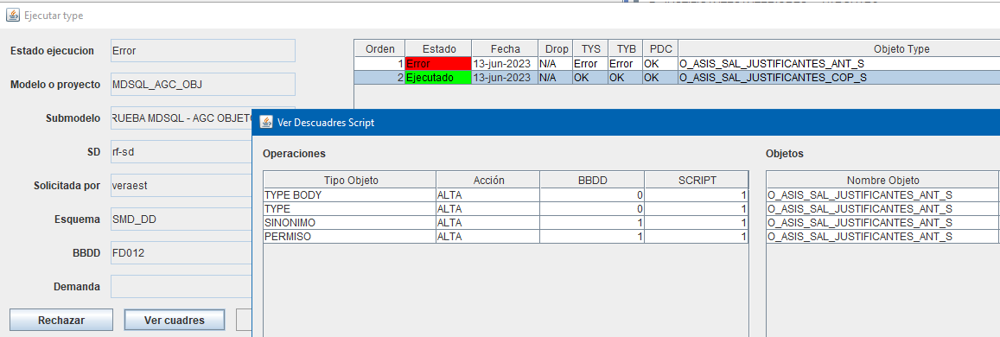 Ejecutar type
Estado ejecucion Error
Modelo o proyecto MDSQL_AGC_OBJ
Submodelo RUEBA MDSQL - AGC OBJETO
SD rf-sd
Solicitada por veraest
Esquema SMD_DD
BBDD FD012
Demanda
Rechazar Ver cuadres
Orden Estado Fecha Drop TYS TYB PDC Objeto Type
1 Error 13-jun-2023 N/A Error Error OK O_ASIS_SAL_JUSTIFICANTES_ANT_S
2 Ejecutado 13-jun-2023 N/A OK OK OK O_ASIS_SAL_JUSTIFICANTES_COP_S
Ver Descuadres Script
Operaciones
Tipo Objeto Acción BBDD SCRIPT
TYPE BODY ALTA 0 1
TYPE ALTA 0 1
SINONIMO ALTA 1 1
PERMISO ALTA 1 1
Objetos
Nombre Objeto
O_ASIS_SAL_JUSTIFICANTES_ANT_S
O_ASIS_SAL_JUSTIFICANTES_ANT_S
O_ASIS_SAL_JUSTIFICANTES_ANT_S
O_ASIS_SAL_JUSTIFICANTES_ANT_S